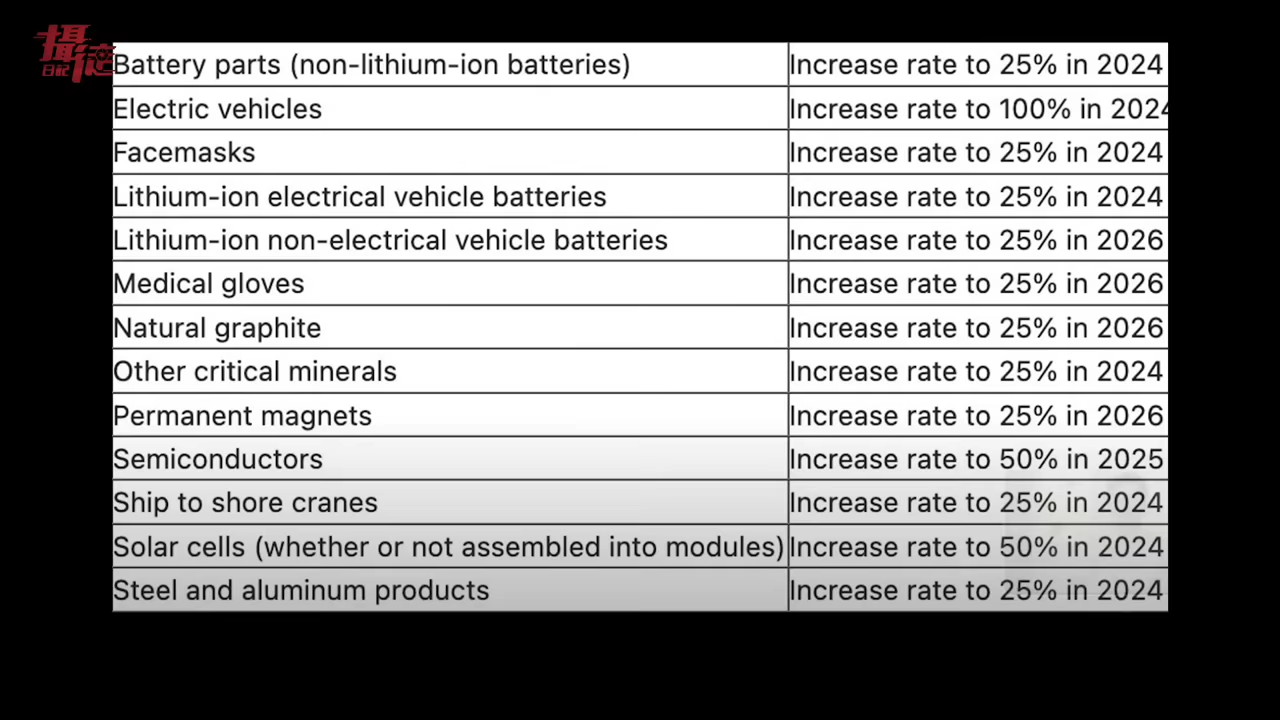 攝德
日記
Battery parts (non-lithium-ion batteries) Increase rate to 25% in 2024
Electric vehicles Increase rate to 100% in 2024
Facemasks Increase rate to 25% in 2024
Lithium-ion electrical vehicle batteries Increase rate to 25% in 2024
Lithium-ion non-electrical vehicle batteries Increase rate to 25% in 2026
Medical gloves Increase rate to 25% in 2026
Natural graphite Increase rate to 25% in 2026
Other critical minerals Increase rate to 25% in 2024
Permanent magnets Increase rate to 25% in 2026
Semiconductors Increase rate to 50% in 2025
Ship to shore cranes Increase rate to 25% in 2024
Solar cells (whether or not assembled into modules) Increase rate to 50% in 2024
Steel and aluminum products Increase rate to 25% in 2024